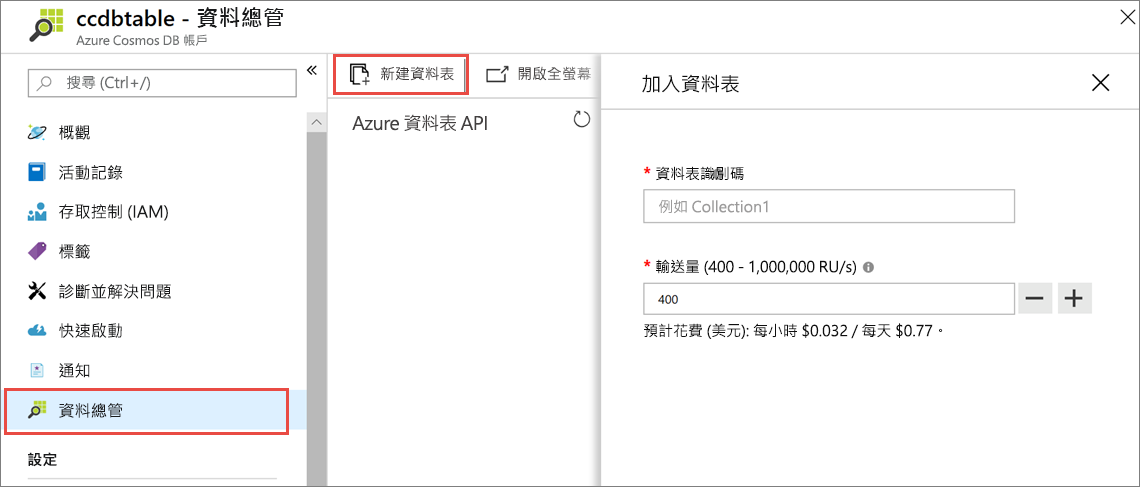 ccdbtable - 資料總管
Azure Cosmos DB 帳戶
搜尋 (Ctrl+/)
«
概觀
活動記錄
存取控制 (IAM)
標籤
診斷並解決問題
快速啟動
通知
資料總管
設定
新建資料表
開啟全螢幕
Azure 資料表 API
加入資料表
* 資料表識別碼
例如 Collection1
* 輸送量 (400 - 1,000,000 RU/s)
400
預計花費 (美元): 每小時 $0.032 / 每天 $0.77。